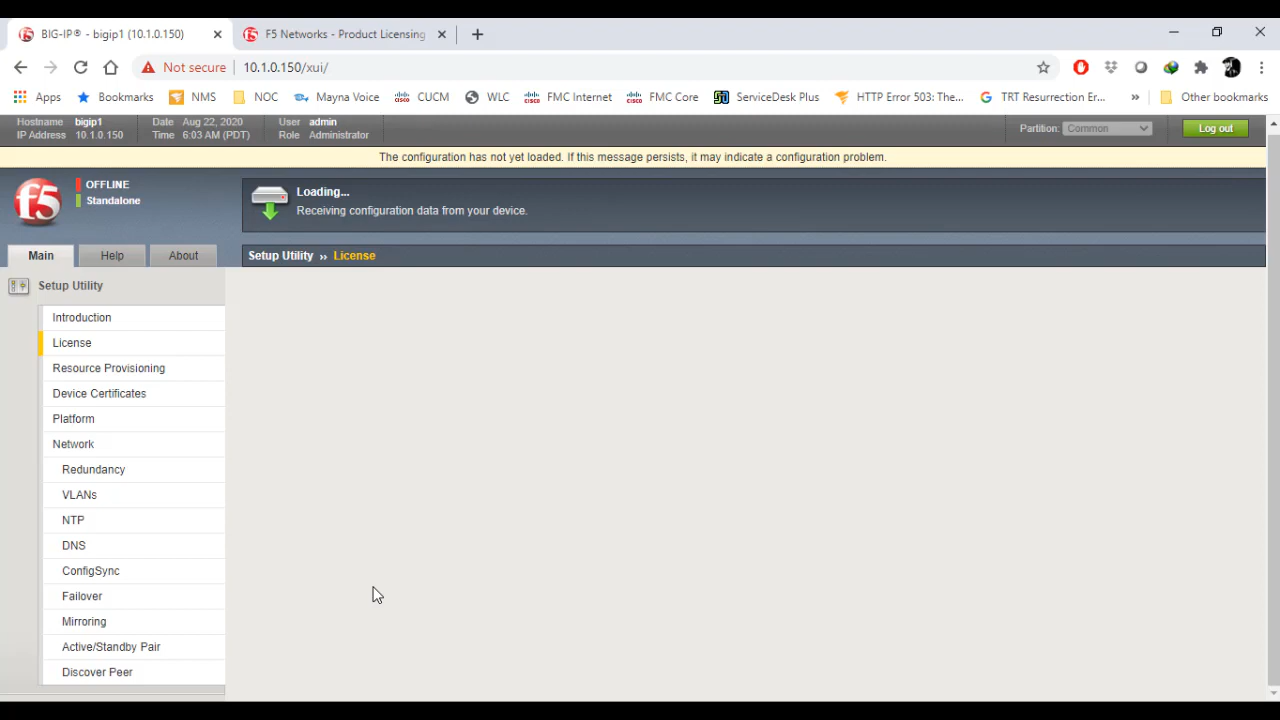 BIG-IP® - bigip1 (10.1.0.150)
F5 Networks - Product Licensing
Not secure
10.1.0.150/xui/
Apps
Bookmarks
NMS
NOC
Mayna Voice
WLC
CUCM
FMC Internet
FMC Core
ServiceDesk Plus
HTTP Error 503: The...
TRT Resurrection Er...
»
Other bookmarks
Hostname bigip1
IP Address 10.1.0.150
Date Aug 22, 2020
Time 6:03 AM (PDT)
User admin
Role Administrator
Partition: Common
Log out
The configuration has not yet loaded. If this message persists, it may indicate a configuration problem.
f5
OFFLINE
Standalone
Loading...
Receiving configuration data from your device.
Main
Help
About
Setup Utility ›› License
Setup Utility
Introduction
License
Resource Provisioning
Device Certificates
Platform
Network
Redundancy
VLANs
NTP
DNS
ConfigSync
Failover
Mirroring
Active/Standby Pair
Discover Peer